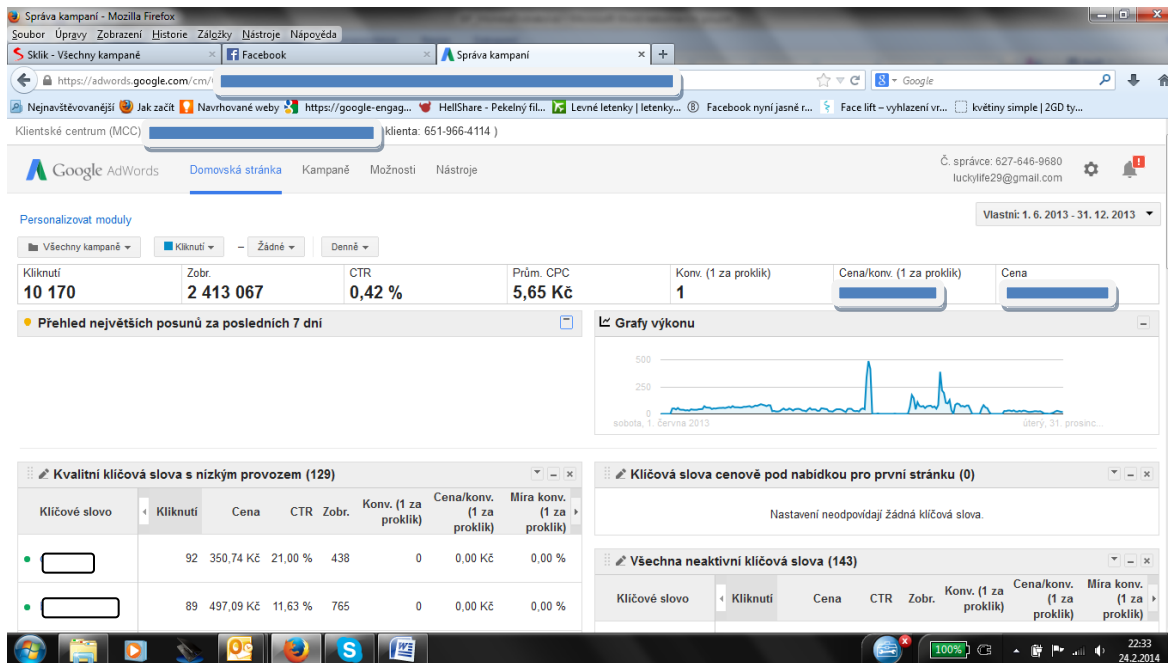 Správa kampaní - Mozilla Firefox
Soubor Úpravy Zobrazení Historie Záložky Nástroje Nápověda
Sklik - Všechny kampaně × Facebook × Správa kampaní × +
https://adwords.google.com/cm/ Google
Nejnavštěvovanější Jak začít Navrhované weby https://google-engag... HellShare - Pekelný fil... Levné letenky | letenky... Facebook nyní jasně r... Face lift – vyhlazení vr... květiny simple | 2GD ty...
Klientské centrum (MCC) klienta: 651-966-4114 )
Google AdWords Domovská stránka Kampaně Možnosti Nástroje
Č. správce: 627-646-9680
luckylife29@gmail.com
Personalizovat moduly
Vlastní: 1. 6. 2013 - 31. 12. 2013
Všechny kampaně Kliknutí – Žádné Denně
Kliknutí Zobr. CTR Prům. CPC Konv. (1 za proklik) Cena/konv. (1 za proklik) Cena
10 170 2 413 067 0,42 % 5,65 Kč 1
Přehled největších posunů za posledních 7 dní
Grafy výkonu
500
250
0
sobota, 1. června 2013 úterý, 31. prosinc...
Kvalitní klíčová slova s nízkým provozem (129)
Klíčové slovo Kliknutí Cena CTR Zobr. Konv. (1 za proklik) Cena/konv. (1 za proklik) Míra konv. (1 za proklik)
92 350,74 Kč 21,00 % 438 0 0,00 Kč 0,00 %
89 497,09 Kč 11,63 % 765 0 0,00 Kč 0,00 %
Klíčová slova cenově pod nabídkou pro první stránku (0)
Nastavení neodpovídají žádná klíčová slova.
Všechna neaktivní klíčová slova (143)
Klíčové slovo Kliknutí Cena CTR Zobr. Konv. (1 za proklik) Cena/konv. (1 za proklik) Míra konv. (1 za proklik)
100%
22:33
24.2.2014